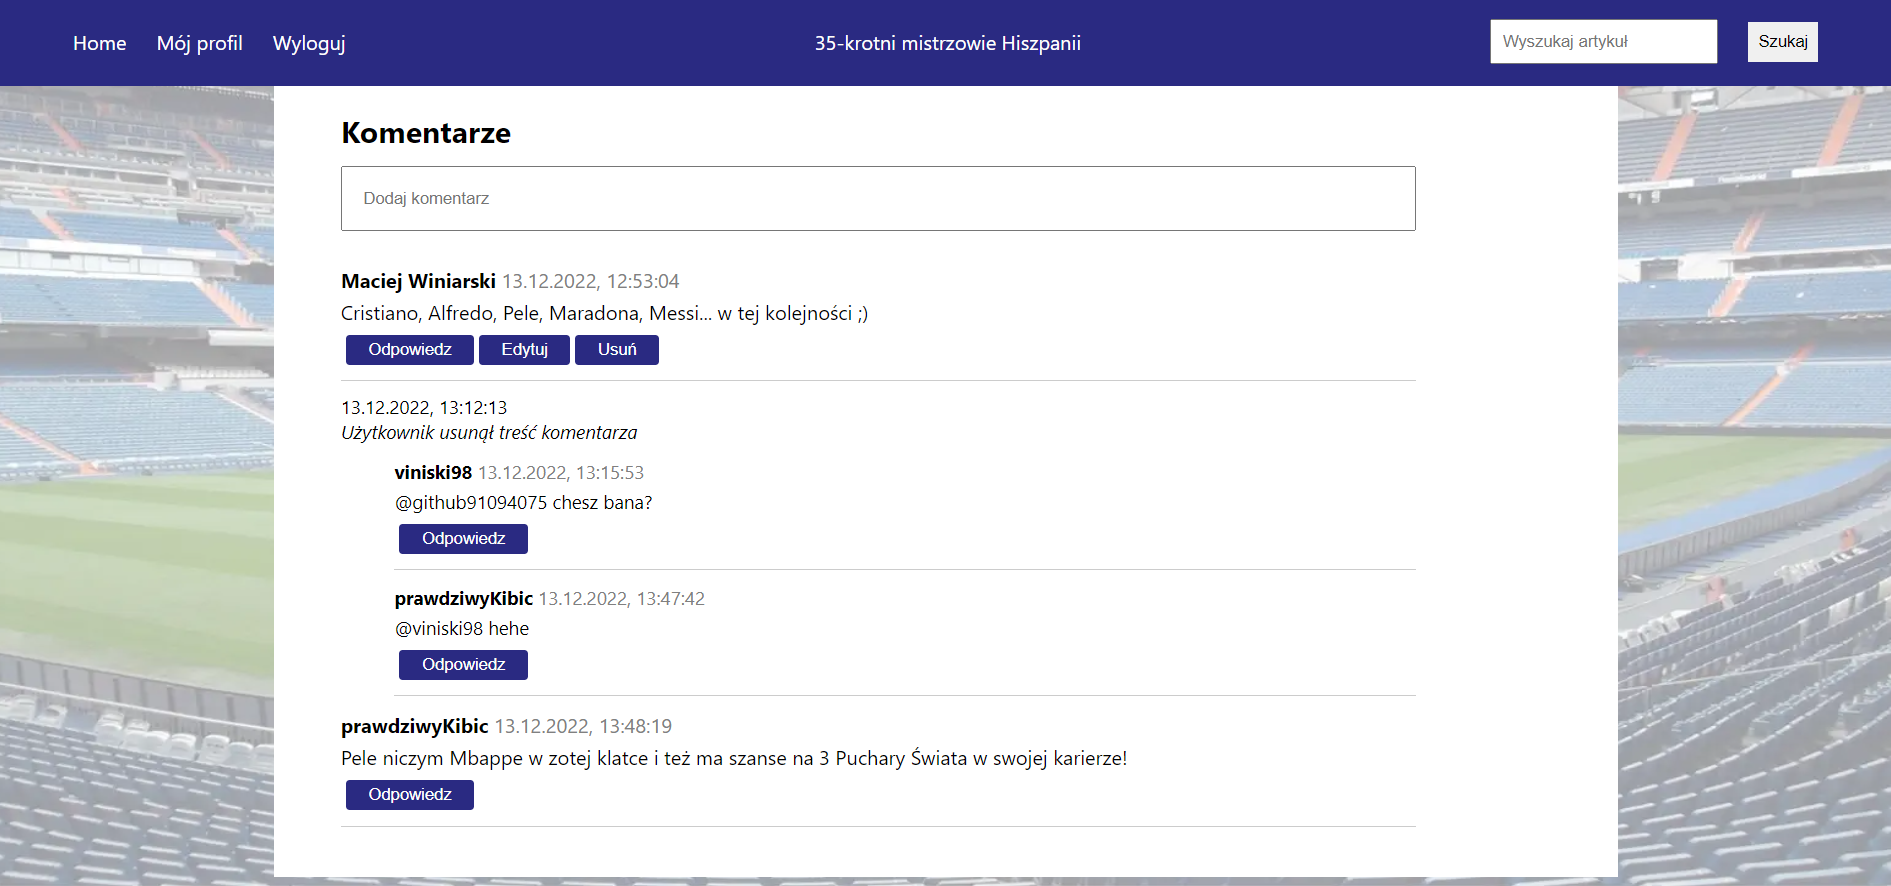 Home Mój profil Wyloguj 35-krotni mistrzowie Hiszpanii Wyszukaj artykuł Szukaj
Komentarze
Dodaj komentarz
Maciej Winiarski 13.12.2022, 12:53:04
Cristiano, Alfredo, Pele, Maradona, Messi... w tej kolejności ;)
Odpowiedz Edytuj Usuń
13.12.2022, 13:12:13
Użytkownik usunął treść komentarza
viniski98 13.12.2022, 13:15:53
@github91094075 chesz bana?
Odpowiedz
prawdziwyKibic 13.12.2022, 13:47:42
@viniski98 hehe
Odpowiedz
prawdziwyKibic 13.12.2022, 13:48:19
Pele niczym Mbappe w zotej klatce i też ma szanse na 3 Puchary Świata w swojej karierze!
Odpowiedz